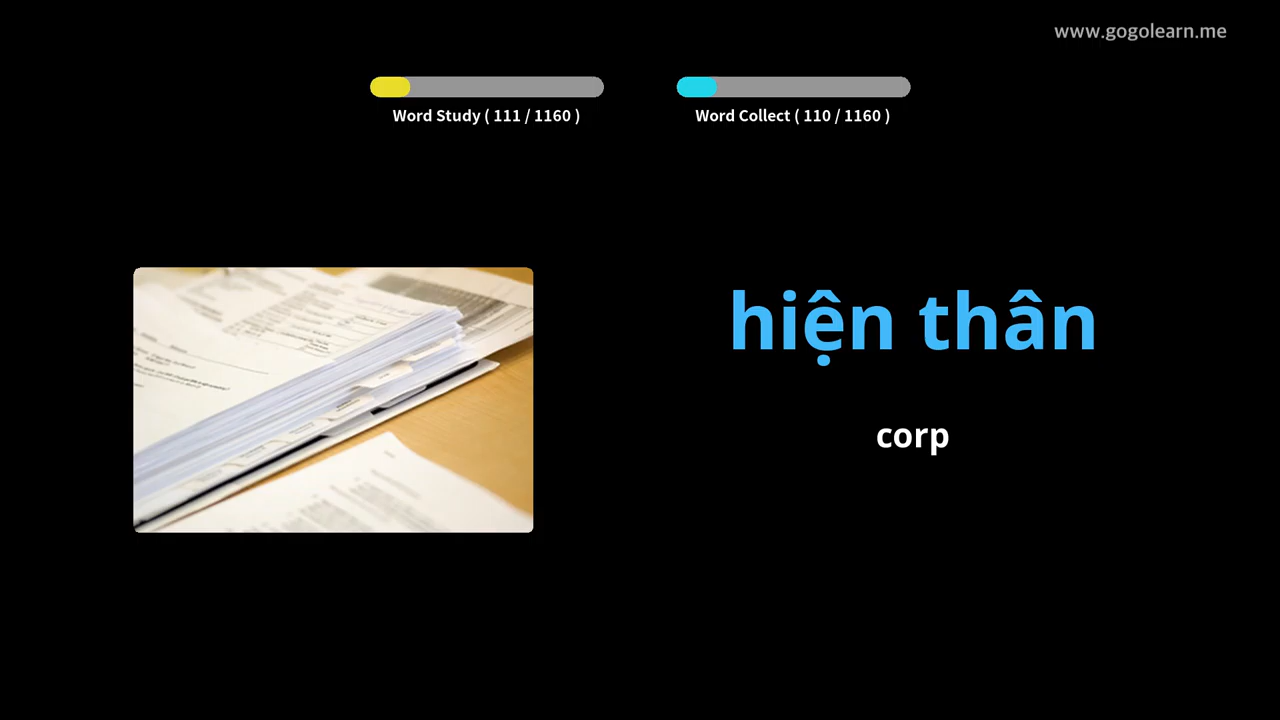 www.gogolearn.me
Word Study ( 111 / 1160 )
Word Collect ( 110 / 1160 )
hiện thân
corp